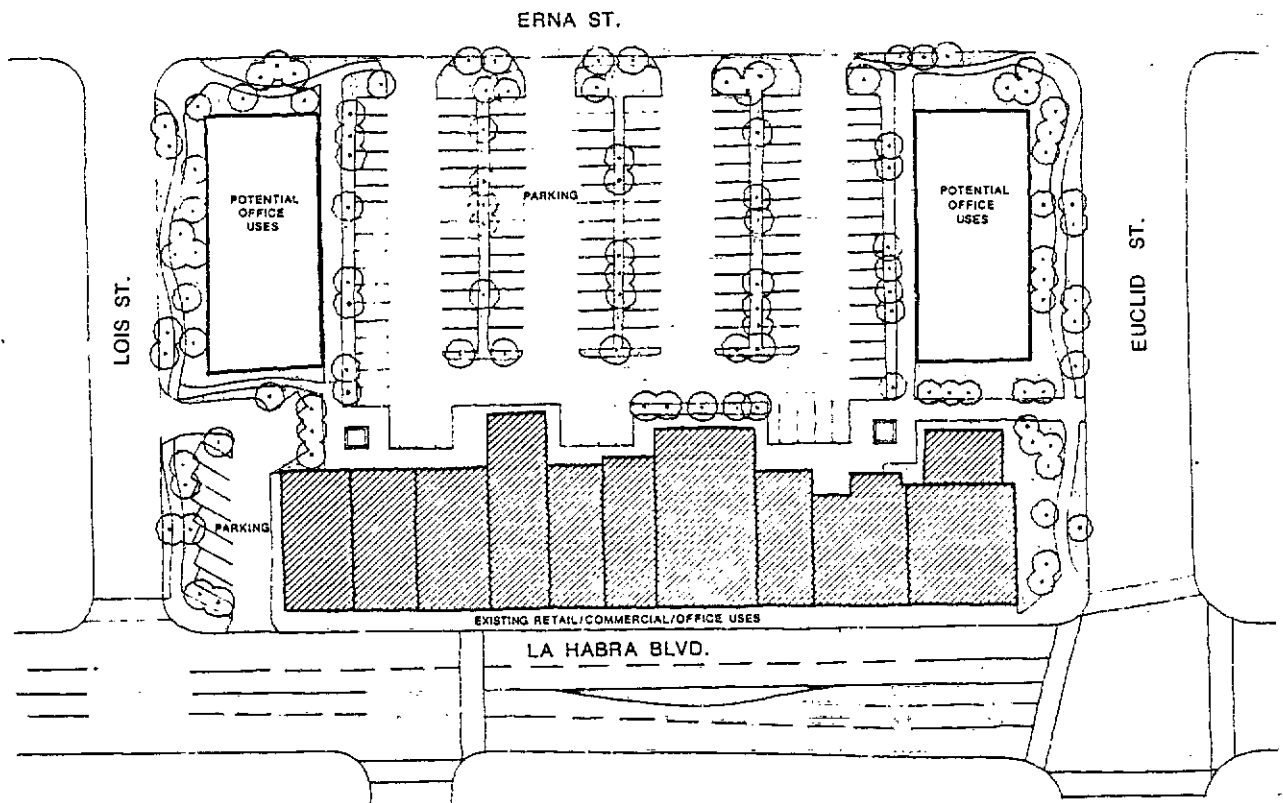 ERNA ST.
POTENTIAL
OFFICE
USES
PARKING
POTENTIAL
OFFICE
USES
LOIS ST.
EUCLID ST.
PARKING
EXISTING RETAIL/COMMERCIAL/OFFICE USES
LA HABRA BLVD.